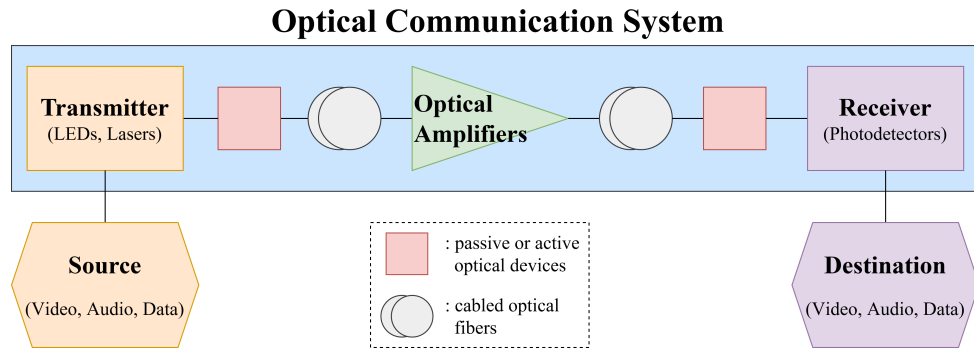 Optical Communication System
Transmitter
(LEDs, Lasers)
Optical
Amplifiers
Receiver
(Photodetectors)
Source
(Video, Audio, Data)
: passive or active
optical devices
: cabled optical
fibers
Destination
(Video, Audio, Data)